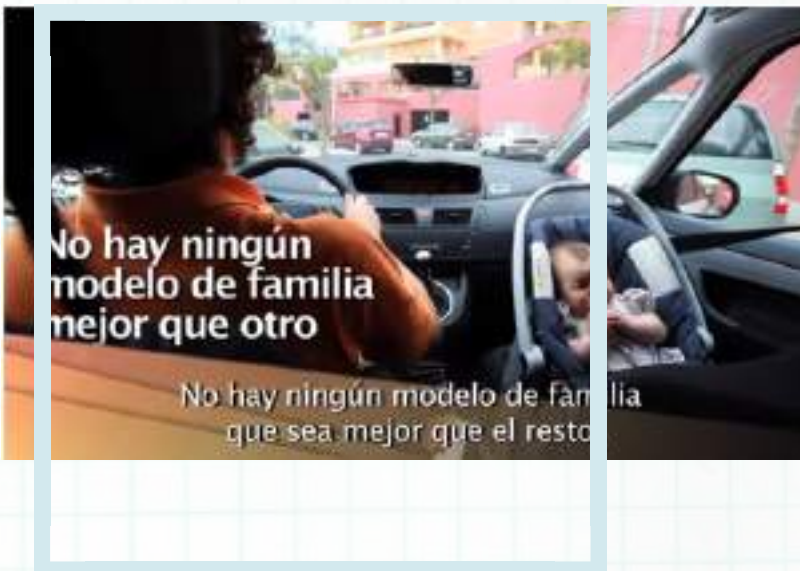 No hay ningún
modelo de familia
mejor que otro
No hay ningún modelo de familia
que sea mejor que el resto